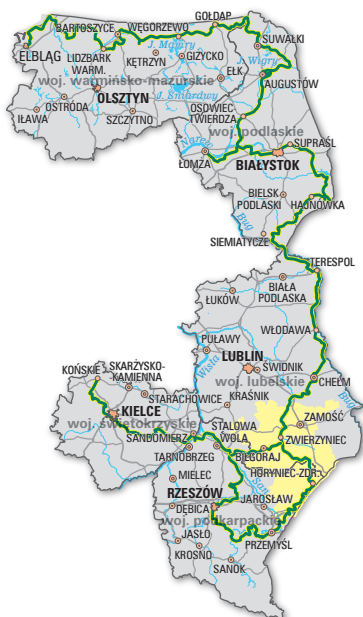 GOŁDAP
BARTOSZYCE
WĘGORZEWO
SUWAŁKI
ELBLĄG
LIDZBARK
WARM.
KĘTRZYN
J. Mamry
GIŻYCKO
J. Wigry
EŁK
AUGUSTÓW
woj. warmińsko-mazurskie
OSTRÓDA
OLSZTYN
J. Śniardwy
IŁAWA
SZCZYTNO
OSOWIEC
TWIERDZA
woj. podlaskie
Narew
SUPRAŚL
ŁOMŻA
BIAŁYSTOK
BIELSK
PODLASKI
HAJNÓWKA
Bug
SIEMIATYCZE
TERESPOL
ŁUKÓW
BIAŁA
PODLASKA
PUŁAWY
WŁODAWA
Wisła
LUBLIN
KOŃSKIE
SKARŻYSKO-
KAMIENNA
ŚWIDNIK
woj. lubelskie
CHEŁM
Bug
STARACHOWICE
KRAŚNIK
KIELCE
woj. świetokrzyskie
STALOWA
WOLA
ZAMOŚĆ
SANDOMIERZ
ZWIERZYNIEC
TARNOBRZEG
BIŁGORAJ
MIELEC
San
HORYNIEC-ZDR.
RZESZÓW
DĘBICA
JAROSŁAW
woj. podkarpackie
JASŁO
PRZEMYŚL
KROSNO
SANOK